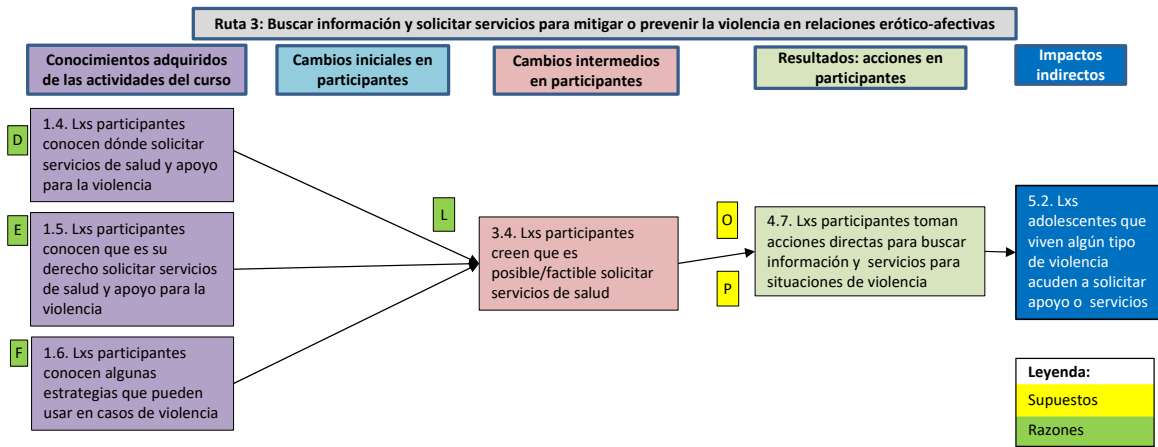 Ruta 3: Buscar información y solicitar servicios para mitigar o prevenir la violencia en relaciones erótico-afectivas
Conocimientos adquiridos
de las actividades del curso
Cambios iniciales en
participantes
Cambios intermedios
en participantes
Resultados: acciones en
participantes
Impactos
indirectos
D
1.4. Lxs participantes
conocen dónde solicitar
servicios de salud y apoyo
para la violencia
E
1.5. Lxs participantes
conocen que es su
derecho solicitar servicios
de salud y apoyo para la
violencia
F
1.6. Lxs participantes
conocen algunas
estrategias que pueden
usar en casos de violencia
L
3.4. Lxs participantes
creen que es
posible/factible solicitar
servicios de salud
O
P
4.7. Lxs participantes toman
acciones directas para buscar
información y servicios para
situaciones de violencia
5.2. Lxs
adolescentes que
viven algún tipo
de violencia
acuden a solicitar
apoyo o servicios
Leyenda:
Supuestos
Razones